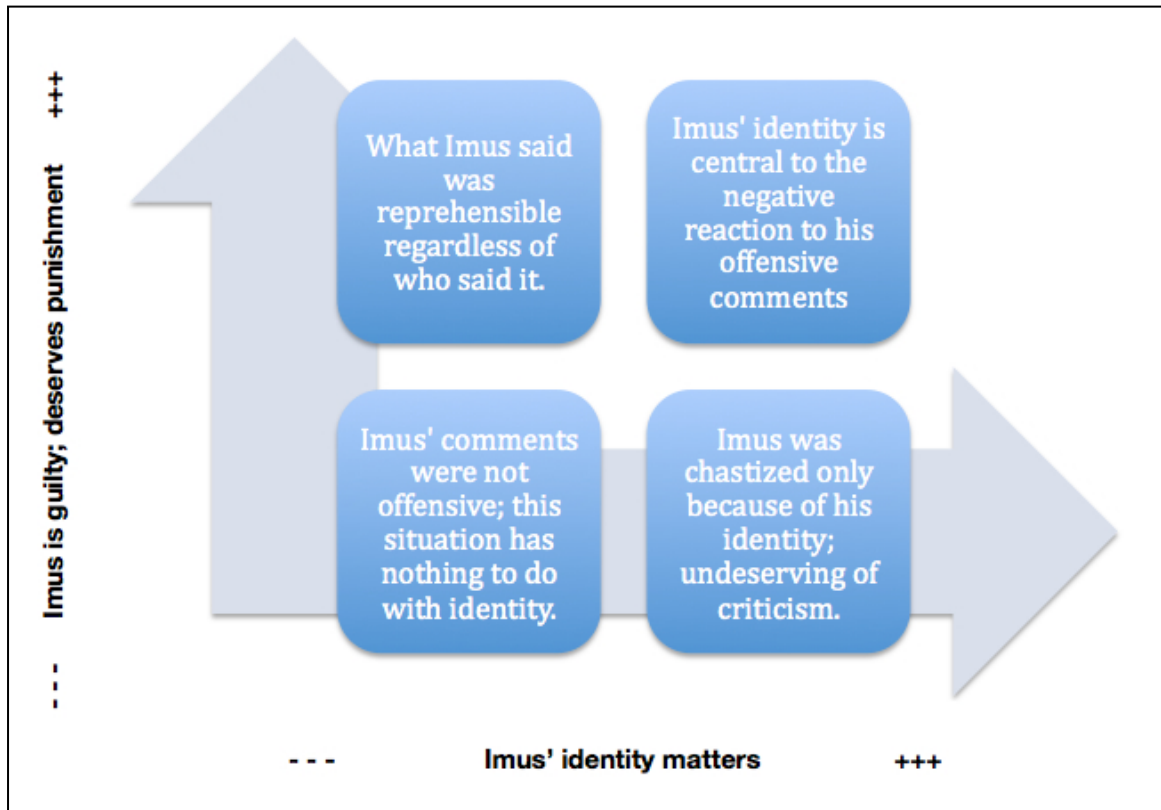 Imus is guilty; deserves punishment
+++
- - -
What Imus said
was
reprehensible
regardless of
who said it.
Imus' identity is
central to the
negative
reaction to his
offensive
comments
Imus' comments
were not
offensive; this
situation has
nothing to do
with identity.
Imus was
chastized only
because of his
identity;
undeserving of
criticism.
- - -
Imus’ identity matters
+++